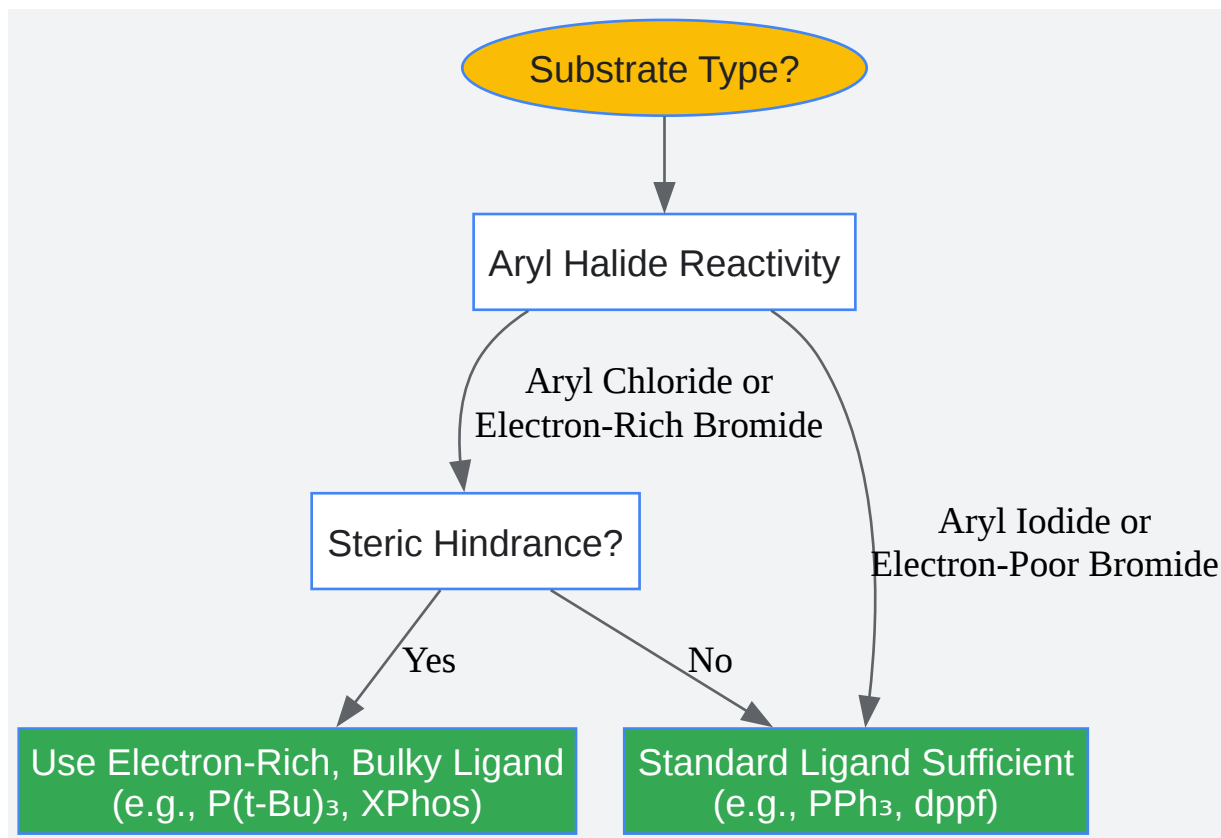 Substrate Type?
Aryl Halide Reactivity
Aryl Chloride or
Electron-Rich Bromide
Aryl Iodide or
Electron-Poor Bromide
Steric Hindrance?
Yes
No
Use Electron-Rich, Bulky Ligand
(e.g., P(t-Bu)₃, XPhos)
Standard Ligand Sufficient
(e.g., PPh₃, dppf)